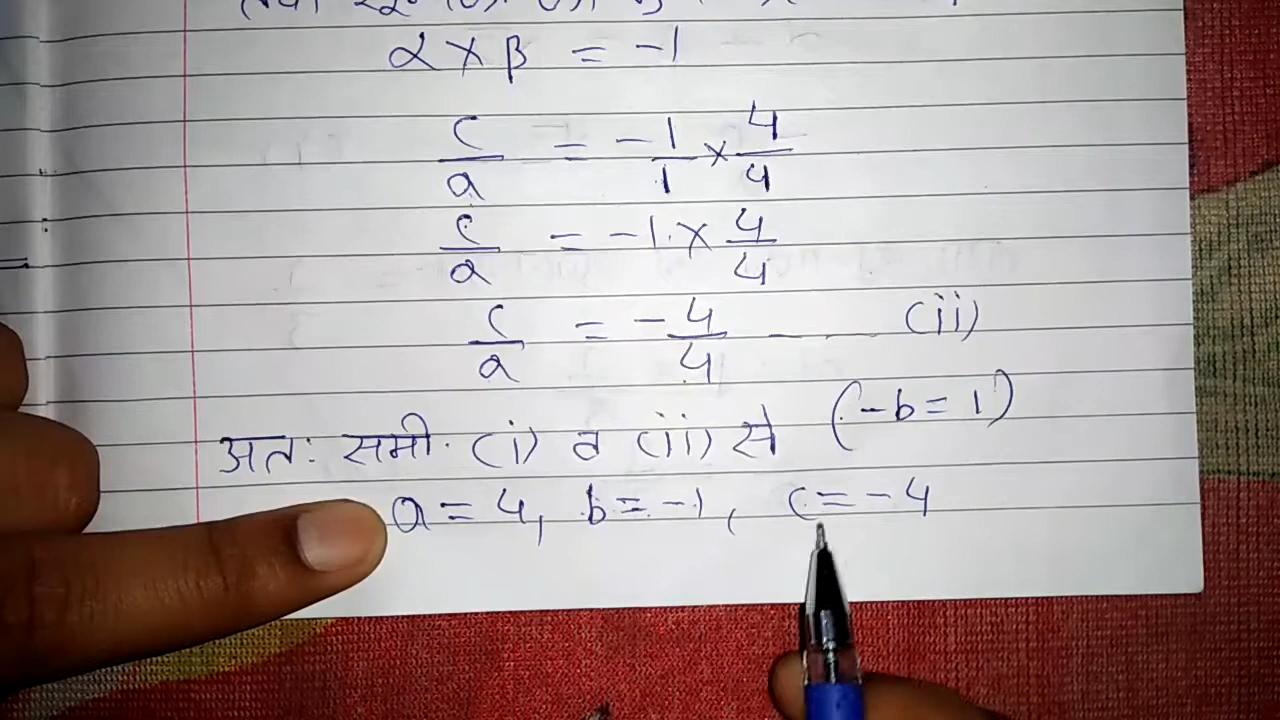 α × β = -1
c/a = -1/1 × 4/4
c/a = -1 × 4/4
c/a = -4/4 - - - (ii)
अतः समी. (i) व (ii) से (-b = 1)
a = 4, b = -1, c = -4